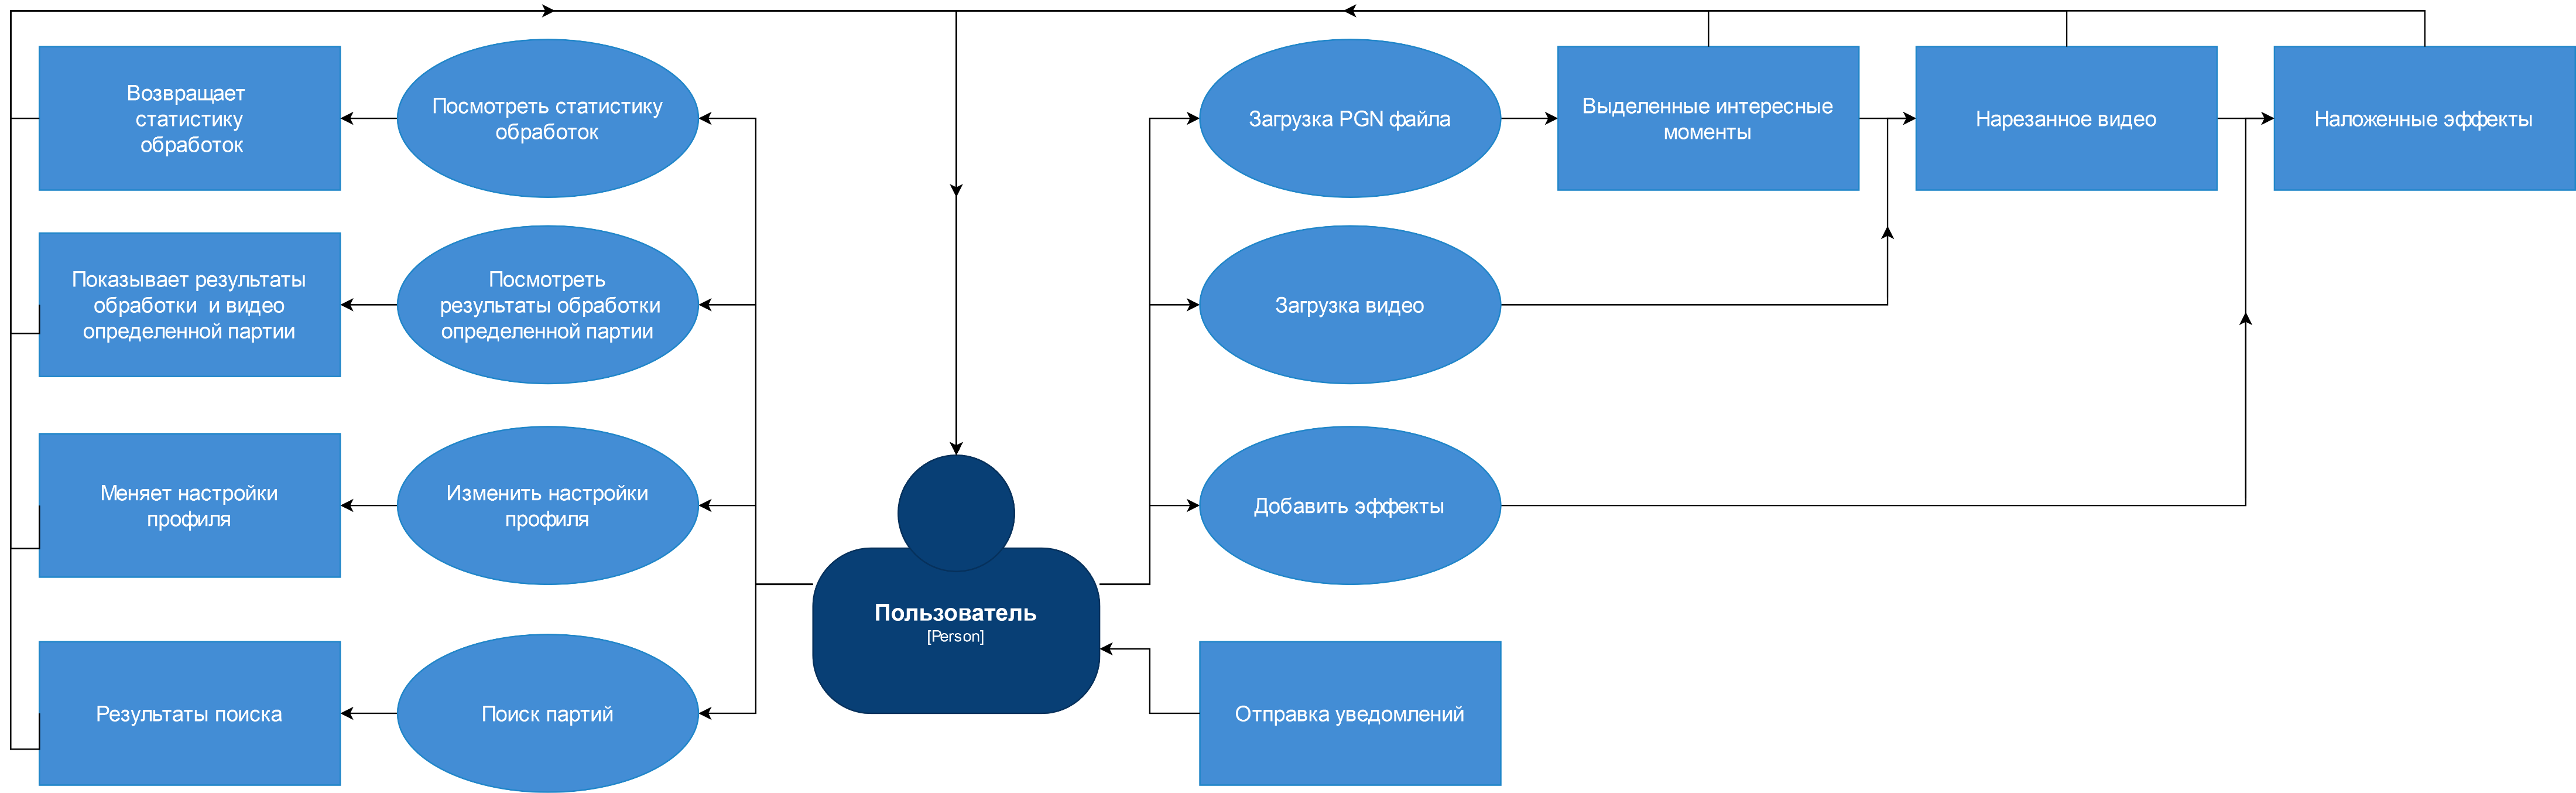 Возвращает
статистику
обработок
Посмотреть статистику
обработок
Загрузка PGN файла
Выделенные интересные
моменты
Нарезанное видео
Наложенные эффекты
Показывает результаты
обработки и видео
определенной партии
Посмотреть
результаты обработки
определенной партии
Загрузка видео
Меняет настройки
профиля
Изменить настройки
профиля
Добавить эффекты
Пользователь
[Person]
Результаты поиска
Поиск партий
Отправка уведомлений